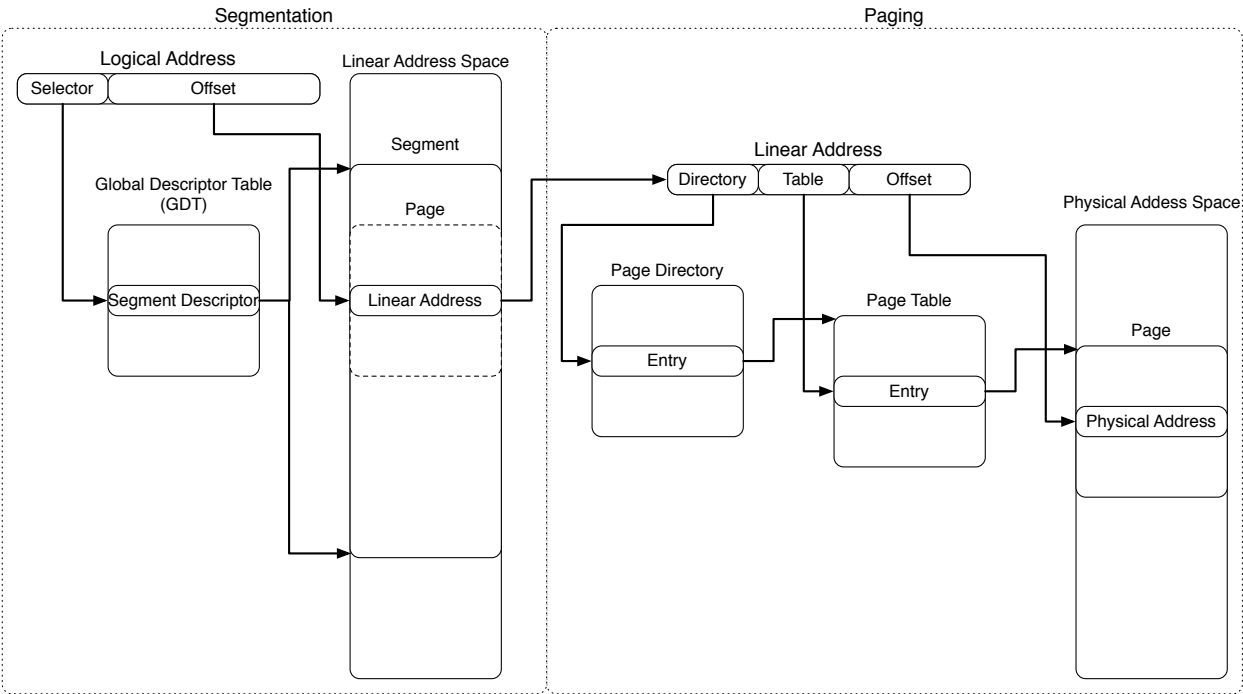 Segmentation
Paging
Logical Address
Linear Address Space
Selector
Offset
Segment
Global Descriptor Table
(GDT)
Page
Segment Descriptor
Linear Address
Linear Address
Directory
Table
Offset
Physical Addess Space
Page Directory
Page Table
Page
Entry
Entry
Physical Address